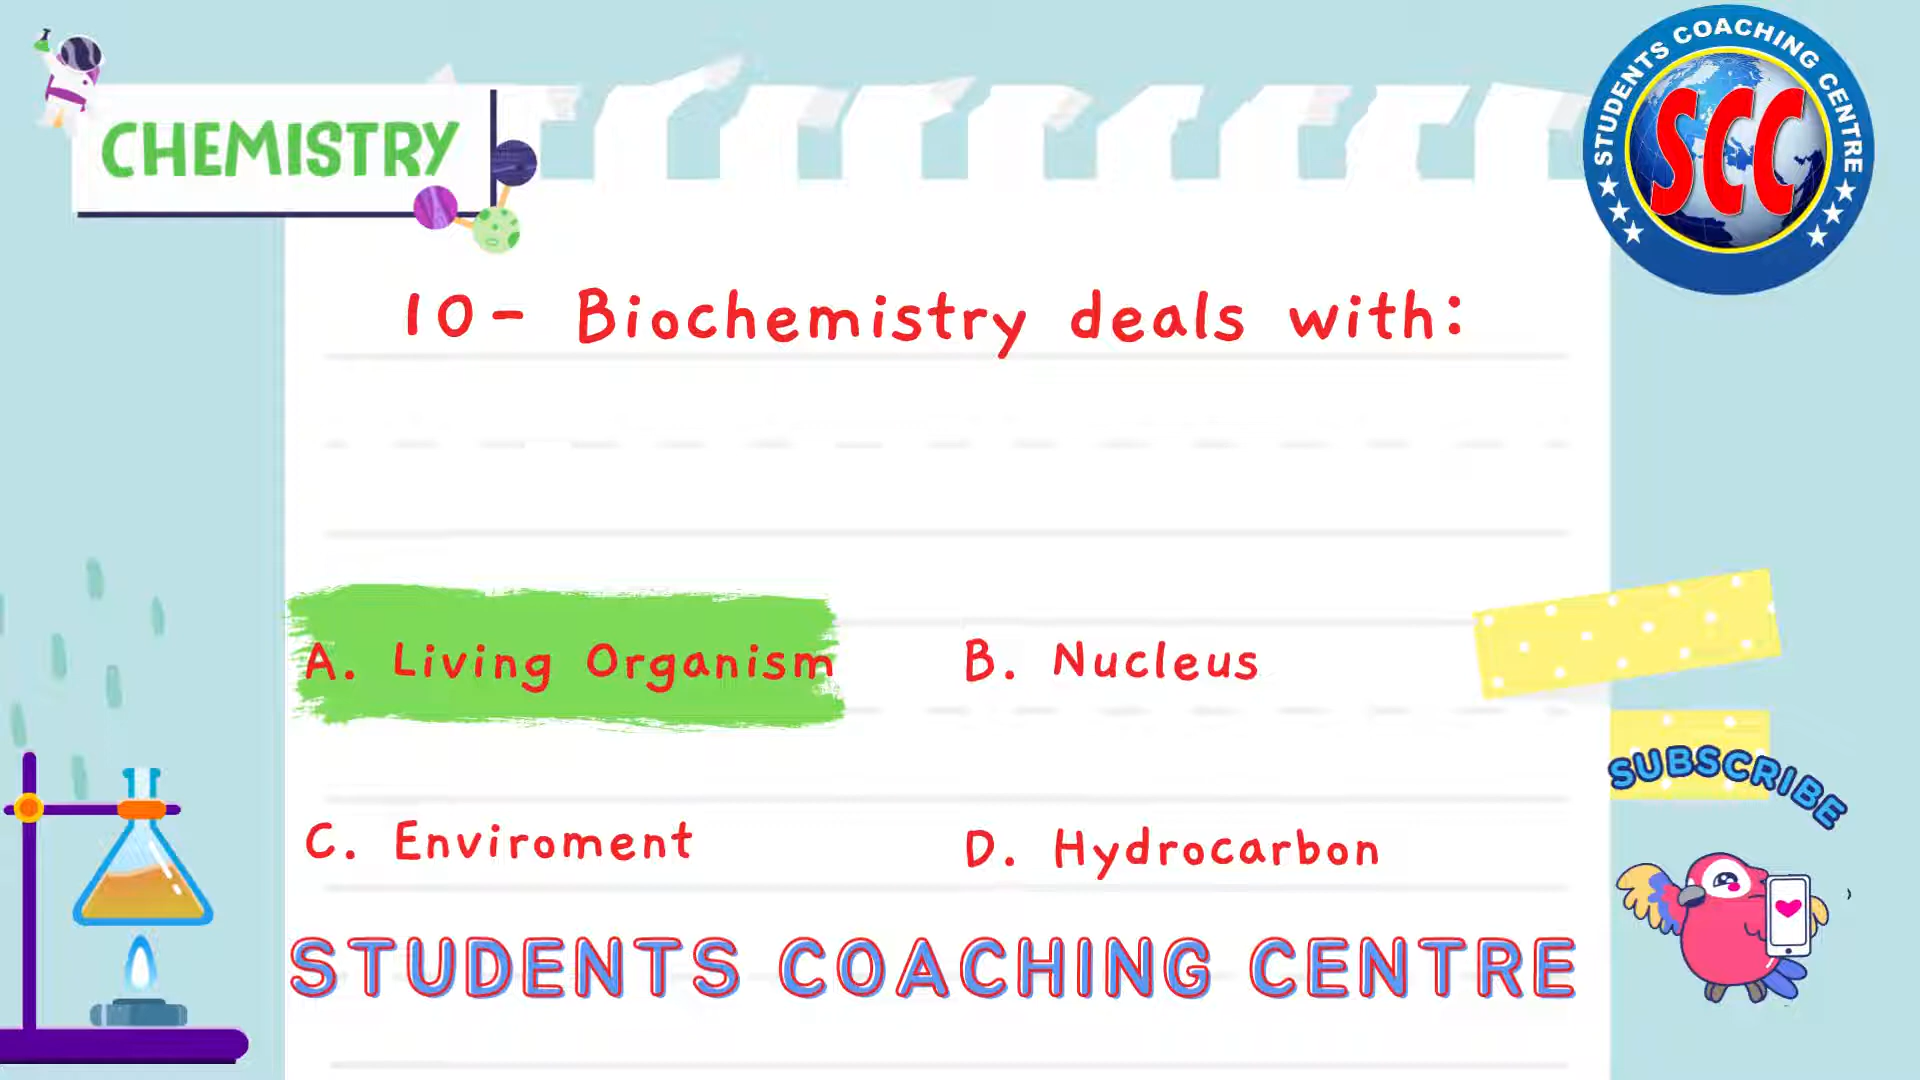 CHEMISTRY
STUDENTS COACHING CENTRE
SCC
10- Biochemistry deals with:
A. Living Organism
B. Nucleus
C. Enviroment
D. Hydrocarbon
SUBSCRIBE
STUDENTS COACHING CENTRE